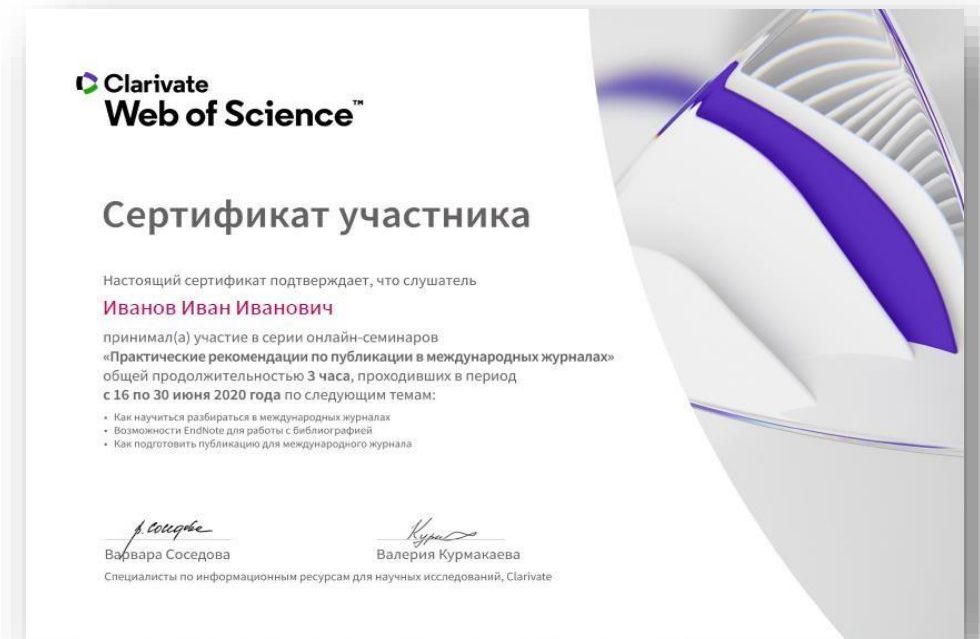 Clarivate
Web of Science™
Сертификат участника
Настоящий сертификат подтверждает, что слушатель
Иванов Иван Иванович
принимал(а) участие в серии онлайн-семинаров
«Практические рекомендации по публикации в международных журналах»
общей продолжительностью 3 часа, проходивших в период
с 16 по 30 июня 2020 года по следующим темам:
• Как научиться разбираться в международных журналах
• Возможности EndNote для работы с библиографией
• Как подготовить публикацию для международного журнала
В. Соседова
Варвара Соседова
Валерия Курмакаева
Специалисты по информационным ресурсам для научных исследований, Clarivate